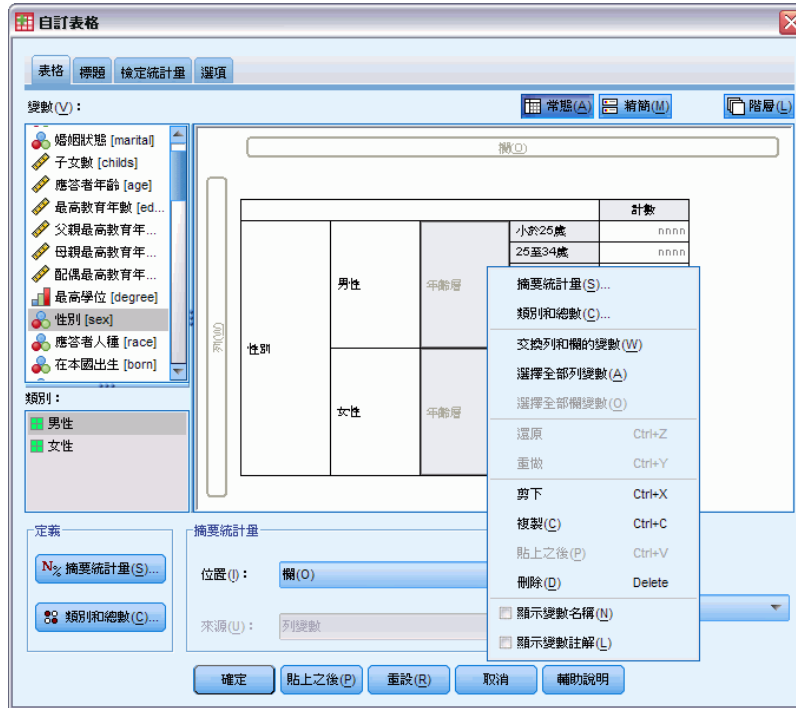 自訂表格
表格 標題 檢定統計量 選項
變數(V)：
常態(A) 精簡(M) 階層(L)
婚姻狀態 [marital]
子女數 [childs]
應答者年齡 [age]
最高教育年數 [ed...
父親最高教育年...
母親最高教育年...
配偶最高教育年...
最高學位 [degree]
性別 [sex]
應答者人種 [race]
在本國出生 [born]
類別：
男性
女性
欄(O)
列(W)
計數
性別 男性 年齡層 小於25歲 nnnn
25至34歲 nnnn
女性 年齡層
摘要統計量(S)...
類別和總數(C)...
交換列和欄的變數(W)
選擇全部列變數(A)
選擇全部欄變數(O)
還原 Ctrl+Z
重做 Ctrl+Y
剪下 Ctrl+X
複製(C) Ctrl+C
貼上之後(P) Ctrl+V
刪除(D) Delete
顯示變數名稱(N)
顯示變數註解(L)
定義
N% 摘要統計量(S)...
類別和總數(C)...
摘要統計量
位置(I)： 欄(O)
來源(U)： 列變數
確定 貼上之後(P) 重設(R) 取消 輔助說明